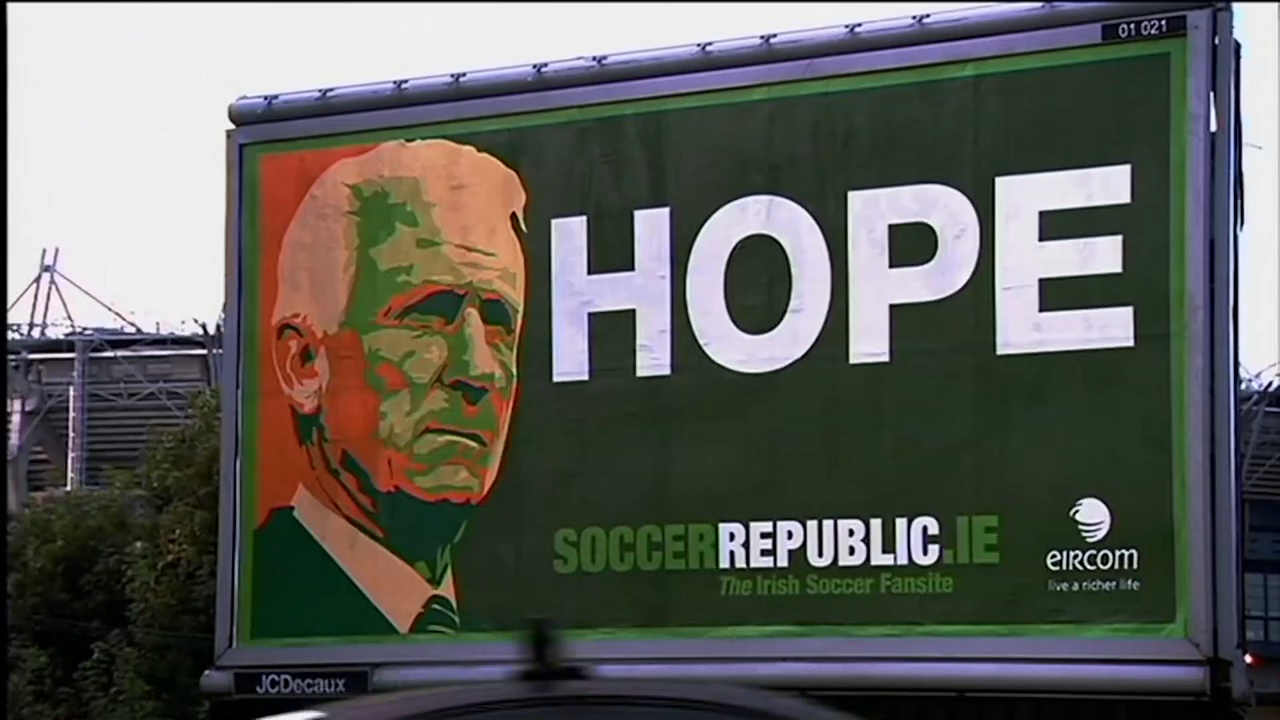 01 021
HOPE
SOCCERREPUBLIC.IE
The Irish Soccer Fansite
eircom
live a richer life
JCDecaux